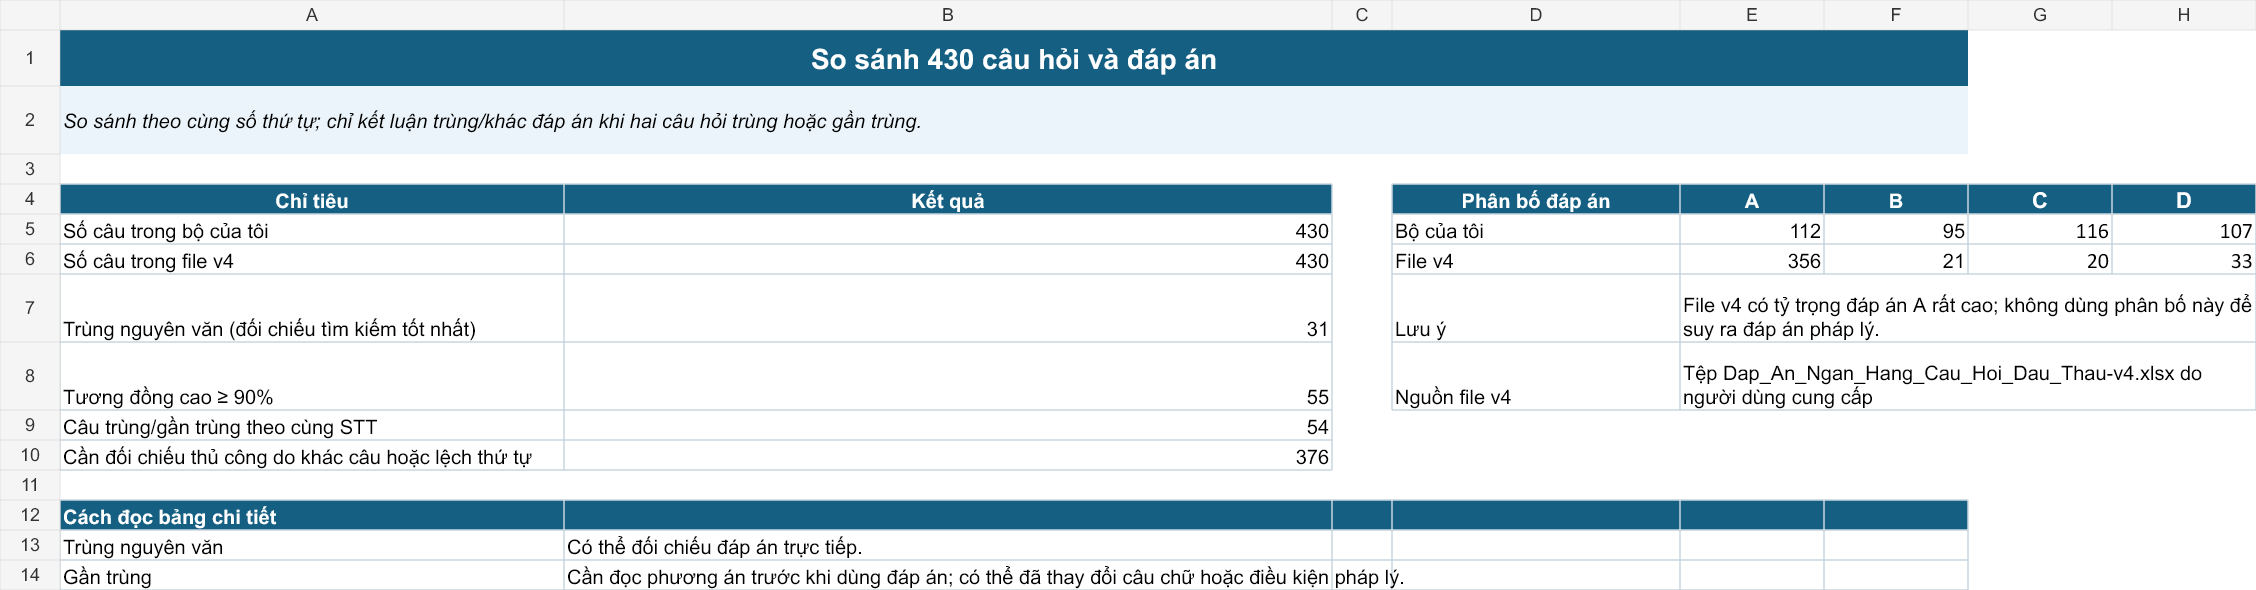 A B C D E F G H
1 So sánh 430 câu hỏi và đáp án
2 So sánh theo cùng số thứ tự; chỉ kết luận trùng/khác đáp án khi hai câu hỏi trùng hoặc gần trùng.
3
4 Chỉ tiêu Kết quả Phân bố đáp án A B C D
5 Số câu trong bộ của tôi 430 Bộ của tôi 112 95 116 107
6 Số câu trong file v4 430 File v4 356 21 20 33
7 Trùng nguyên văn (đối chiếu tìm kiếm tốt nhất) 31 Lưu ý File v4 có tỷ trọng đáp án A rất cao; không dùng phân bố này để
suy ra đáp án pháp lý.
8 Tương đồng cao ≥ 90% 55 Nguồn file v4 Tệp Dap_An_Ngan_Hang_Cau_Hoi_Dau_Thau-v4.xlsx do
người dùng cung cấp
9 Câu trùng/gần trùng theo cùng STT 54
10 Cần đối chiếu thủ công do khác câu hoặc lệch thứ tự 376
11
12 Cách đọc bảng chi tiết
13 Trùng nguyên văn Có thể đối chiếu đáp án trực tiếp.
14 Gần trùng Cần đọc phương án trước khi dùng đáp án; có thể đã thay đổi câu chữ hoặc điều kiện pháp lý.